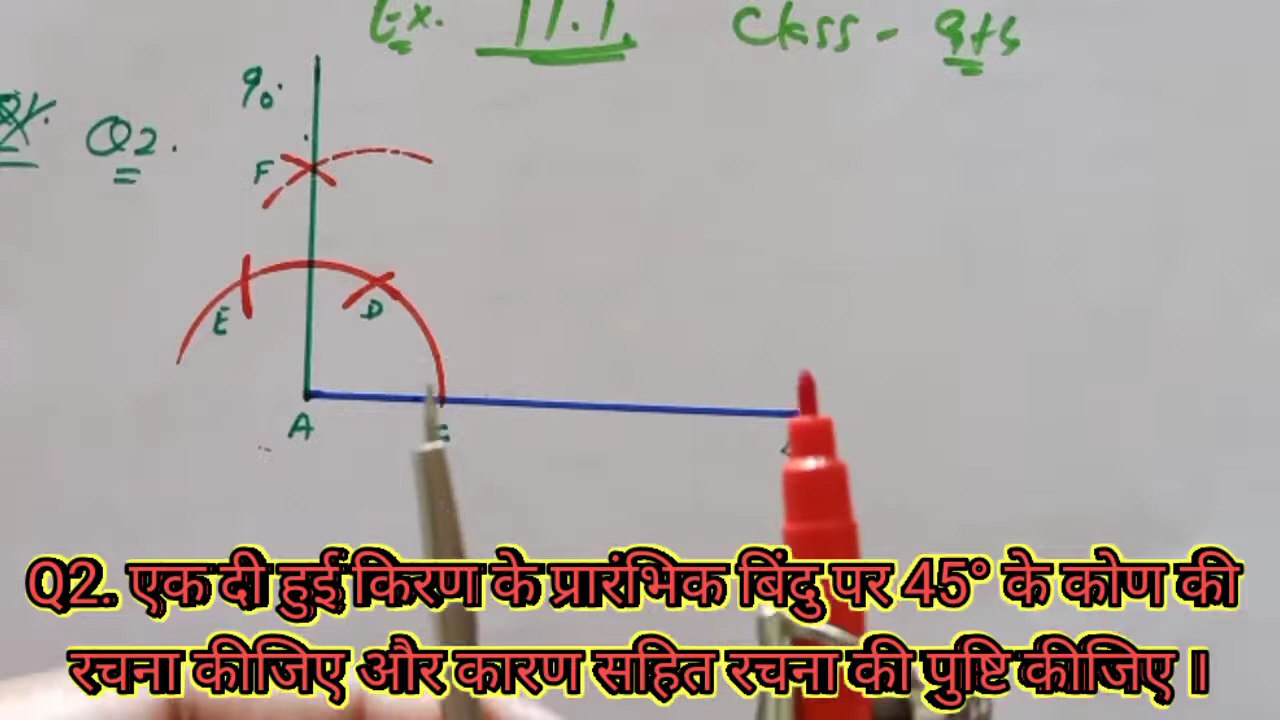 Ex. 11.1 Class - 9th
90°
Q2.
F
E
D
A
Q2. एक दी हुई किरण के प्रारंभिक बिंदु पर 45° के कोण की
रचना कीजिए और कारण सहित रचना की पुष्टि कीजिए ।